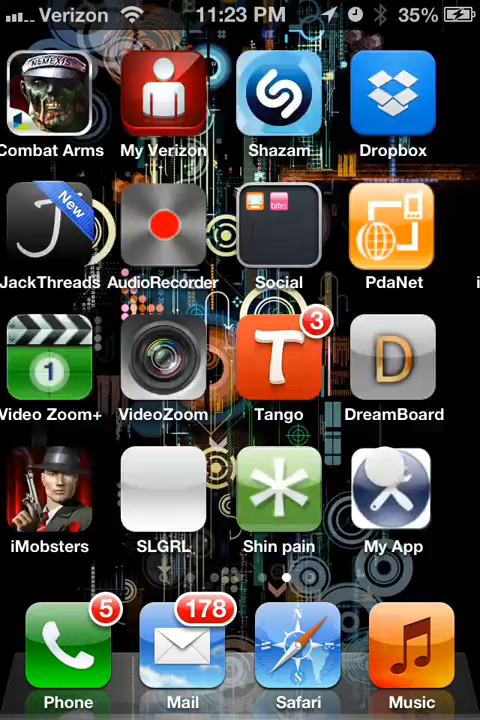 Verizon 11:23 PM 35%
NEMEXIS
Combat Arms My Verizon Shazam Dropbox
New
J
JackThreads AudioRecorder Social PdaNet
1 T 3 D
Video Zoom+ VideoZoom Tango DreamBoard
iMobsters SLGRL Shin pain My App
5 178
N
Phone Mail Safari Music